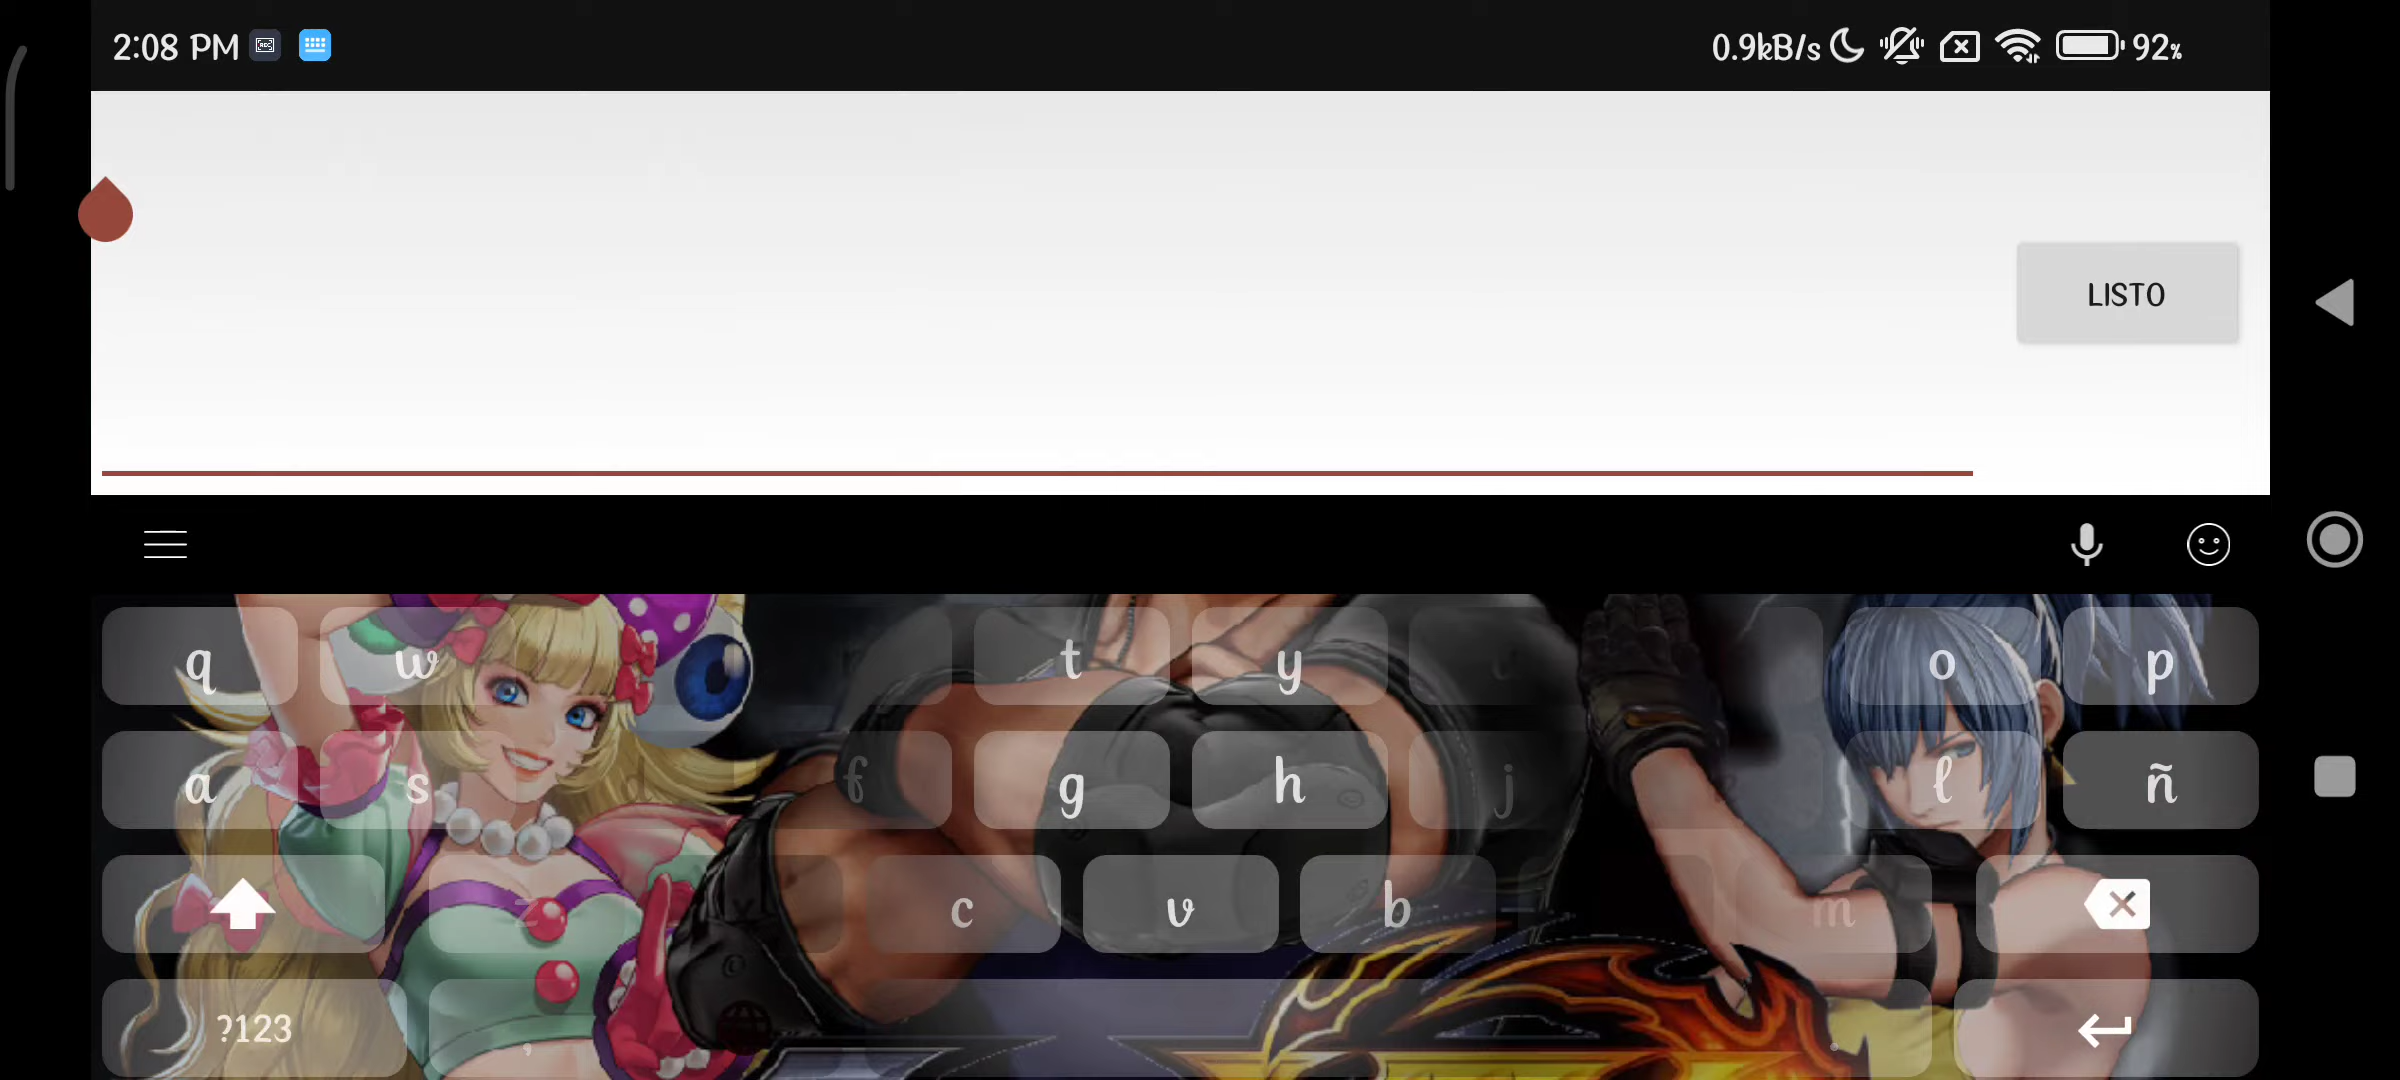 2:08 PM 0.9kB/s 92%
LISTO
q w t y o p
a s d f g h j l ñ
z c v b m
?123 , .